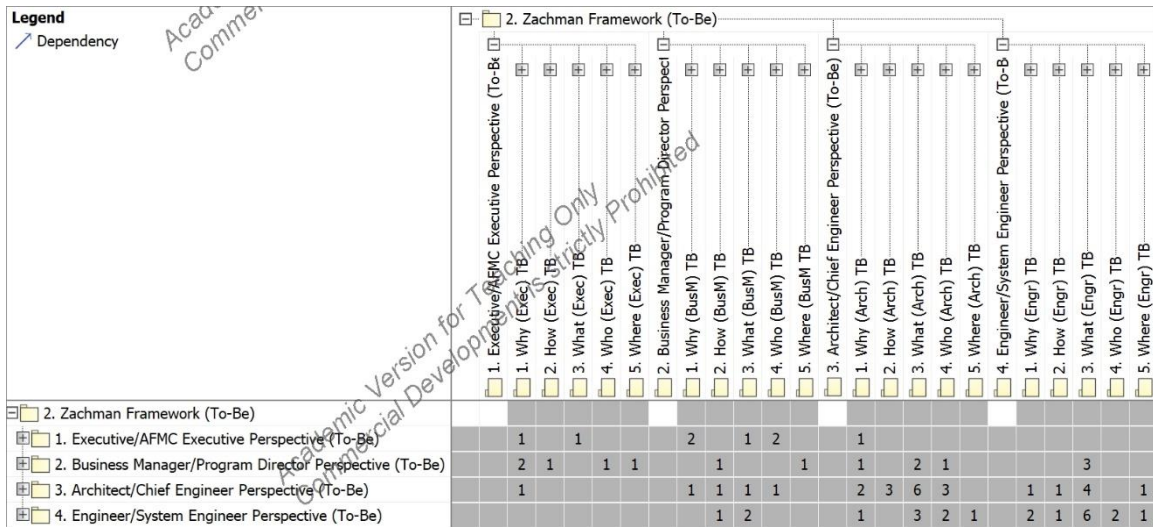 Legend
Dependency
Acade
Commer
2. Zachman Framework (To-Be)
1. Executive/AFMC Executive Perspective (To-Be
1. Why (Exec) TB
2. How (Exec) TB
3. What (Exec) TB
4. Who (Exec) TB
5. Where (Exec) TB
2. Business Manager/Program Director Perspect
1. Why (BusM) TB
2. How (BusM) TB
3. What (BusM) TB
4. Who (BusM) TB
5. Where (BusM TB
3. Architect/Chief Engineer Perspective (To-Be)
1. Why (Arch) TB
2. How (Arch) TB
3. What (Arch) TB
4. Who (Arch) TB
5. Where (Arch) TB
4. Engineer/System Engineer Perspective (To-B
1. Why (Engr) TB
2. How (Engr) TB
3. What (Engr) TB
4. Who (Engr) TB
5. Where (Engr) TB
Academic Version for Teaching Only
Commercial Development is strictly Prohibited
2. Zachman Framework (To-Be)
1. Executive/AFMC Executive Perspective (To-Be) 1 1 2 1 2 1
2. Business Manager/Program Director Perspective (To-Be) 2 1 1 1 1 1 1 2 1 3
3. Architect/Chief Engineer Perspective (To-Be) 1 1 1 1 1 2 3 6 3 1 1 4 1
4. Engineer/System Engineer Perspective (To-Be) 1 2 1 3 2 1 2 1 6 2 1